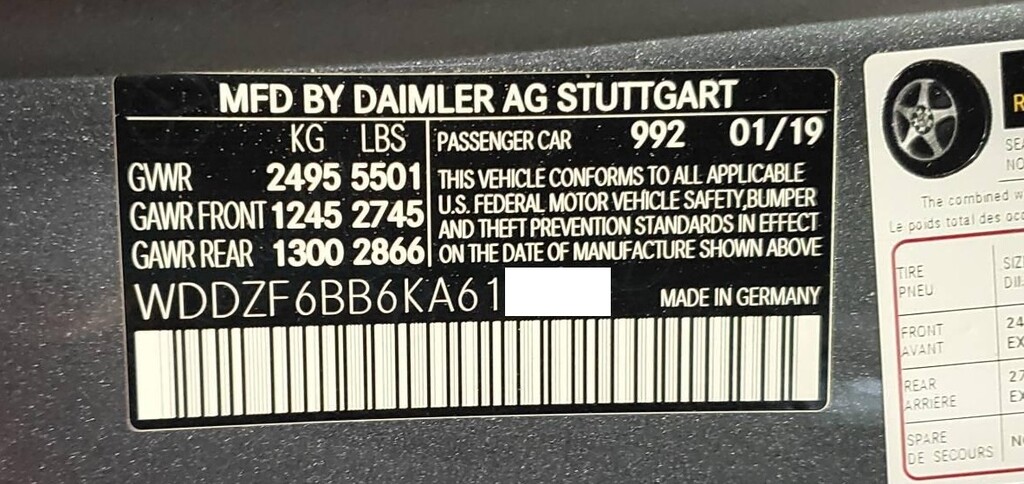 MFD BY DAIMLER AG STUTTGART
KG LBS
GVWR 2495 5501
GAWR FRONT 1245 2745
GAWR REAR 1300 2866
PASSENGER CAR 992 01/19
THIS VEHICLE CONFORMS TO ALL APPLICABLE
U.S. FEDERAL MOTOR VEHICLE SAFETY,BUMPER
AND THEFT PREVENTION STANDARDS IN EFFECT
ON THE DATE OF MANUFACTURE SHOWN ABOVE
WDDZF6BB6KA61
MADE IN GERMANY
The combined
Le poids total des
TIRE
PNEU
FRONT
AVANT
REAR
ARRIÈRE
SPARE
DE SECOURS